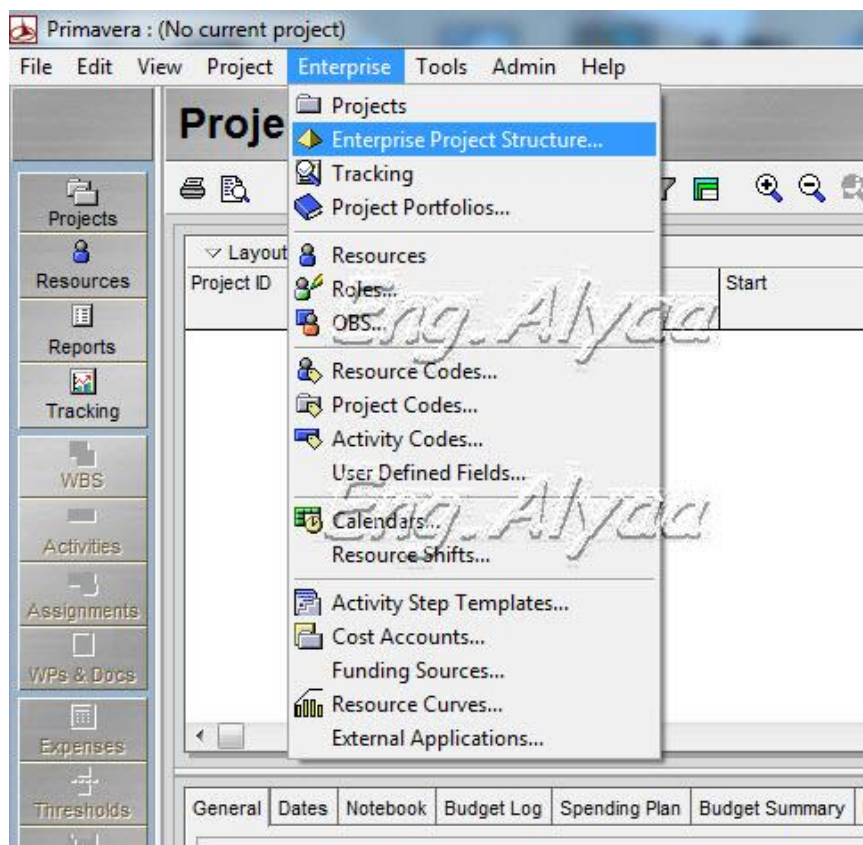 Primavera : (No current project)
File Edit View Project Enterprise Tools Admin Help
Proje
Projects
Enterprise Project Structure...
Tracking
Project Portfolios...
Resources
Roles...
OBS...
Resource Codes...
Project Codes...
Activity Codes...
User Defined Fields...
Calendars...
Resource Shifts...
Activity Step Templates...
Cost Accounts...
Funding Sources...
Resource Curves...
External Applications...
Projects
Resources
Reports
Tracking
WBS
Activities
Assignments
WPs & Docs
Expenses
Thresholds
Layout
Project ID Start
Eng. Alyaa
Eng. Alyaa
General Dates Notebook Budget Log Spending Plan Budget Summary